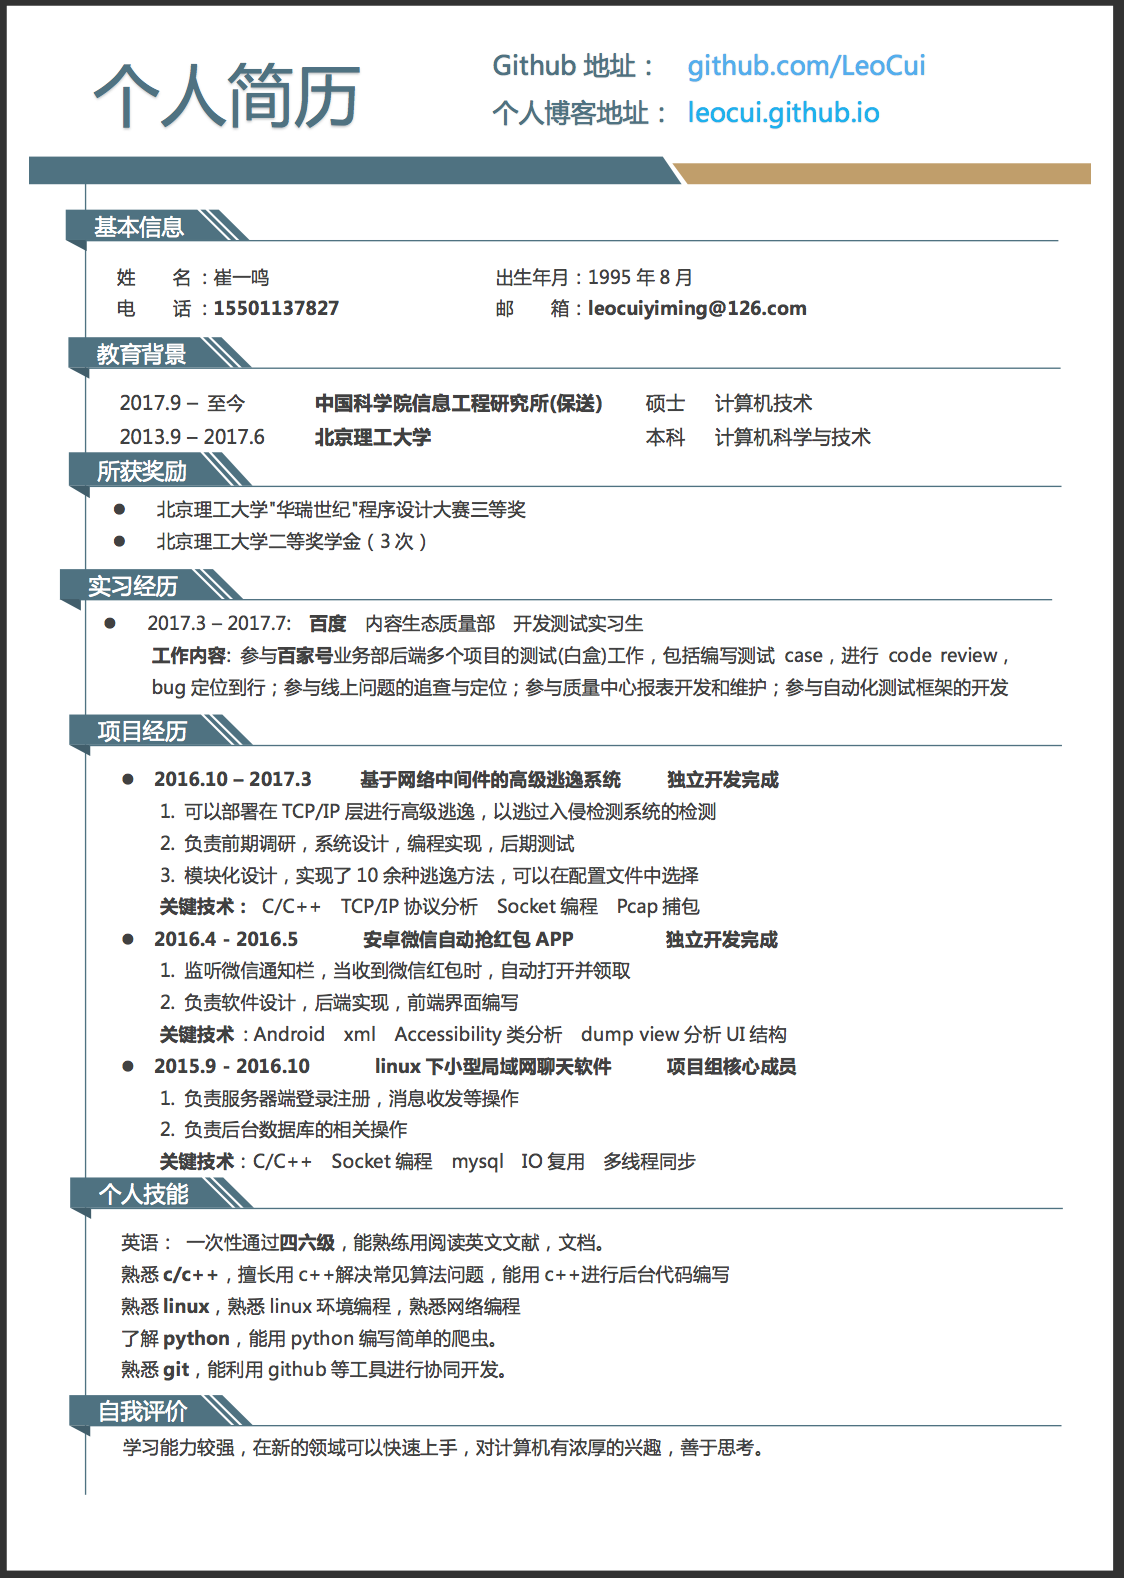 个人简历
Github 地址： github.com/LeoCui
个人博客地址： leocui.github.io
基本信息
姓 名：崔一鸣 出生年月：1995 年 8 月
电 话：15501137827 邮 箱：leocuiyiming@126.com
教育背景
2017.9 – 至今 中国科学院信息工程研究所(保送) 硕士 计算机技术
2013.9 – 2017.6 北京理工大学 本科 计算机科学与技术
所获奖励
● 北京理工大学"华瑞世纪"程序设计大赛三等奖
● 北京理工大学二等奖学金（3 次）
实习经历
● 2017.3 – 2017.7: 百度 内容生态质量部 开发测试实习生
工作内容: 参与百家号业务部后端多个项目的测试(白盒)工作，包括编写测试 case，进行 code review，
bug 定位到行；参与线上问题的追查与定位；参与质量中心报表开发和维护；参与自动化测试框架的开发
项目经历
● 2016.10 – 2017.3 基于网络中间件的高级逃逸系统 独立开发完成
1. 可以部署在 TCP/IP 层进行高级逃逸，以逃过入侵检测系统的检测
2. 负责前期调研，系统设计，编程实现，后期测试
3. 模块化设计，实现了 10 余种逃逸方法，可以在配置文件中选择
关键技术： C/C++ TCP/IP 协议分析 Socket 编程 Pcap 捕包
● 2016.4 - 2016.5 安卓微信自动抢红包 APP 独立开发完成
1. 监听微信通知栏，当收到微信红包时，自动打开并领取
2. 负责软件设计，后端实现，前端界面编写
关键技术：Android xml Accessibility 类分析 dump view 分析 UI 结构
● 2015.9 - 2016.10 linux 下小型局域网聊天软件 项目组核心成员
1. 负责服务器端登录注册，消息收发等操作
2. 负责后台数据库的相关操作
关键技术：C/C++ Socket 编程 mysql IO 复用 多线程同步
个人技能
英语： 一次性通过四六级，能熟练用阅读英文文献，文档。
熟悉 c/c++，擅长用 c++解决常见算法问题，能用 c++进行后台代码编写
熟悉 linux，熟悉 linux 环境编程，熟悉网络编程
了解 python，能用 python 编写简单的爬虫。
熟悉 git，能利用 github 等工具进行协同开发。
自我评价
学习能力较强，在新的领域可以快速上手，对计算机有浓厚的兴趣，善于思考。